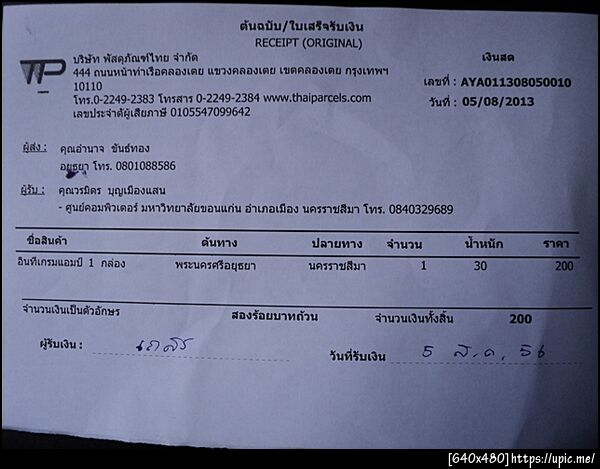 ต้นฉบับ/ใบเสร็จรับเงิน
RECEIPT (ORIGINAL)
TP
บริษัท พัสดุภัณฑ์ไทย จำกัด
เงินสด
444 ถนนหน้าท่าเรือคลองเตย แขวงคลองเตย เขตคลองเตย กรุงเทพฯ
10110
เลขที่ : AYA011308050010
โทร.0-2249-2383 โทรสาร 0-2249-2384 www.thaiparcels.com
วันที่ : 05/08/2013
เลขประจำตัวผู้เสียภาษี 0105547099642
ผู้ส่ง : คุณอำนาจ ขันธ์ทอง
อยุธยา โทร. 0801088586
ผู้รับ : คุณวรมิตร บุญเมืองแสน
- ศูนย์คอมพิวเตอร์ มหาวิทยาลัยขอนแก่น อำเภอเมือง นครราชสีมา โทร. 0840329689
ชื่อสินค้า ต้นทาง ปลายทาง จำนวน น้ำหนัก ราคา
อินทีเกรมแอมป์ 1 กล่อง พระนครศรีอยุธยา นครราชสีมา 1 30 200
จำนวนเงินเป็นตัวอักษร สองร้อยบาทถ้วน จำนวนเงินทั้งสิ้น 200
ผู้รับเงิน :
วันที่รับเงิน 5 ส.ค. 56
[640x480]https://upic.me/